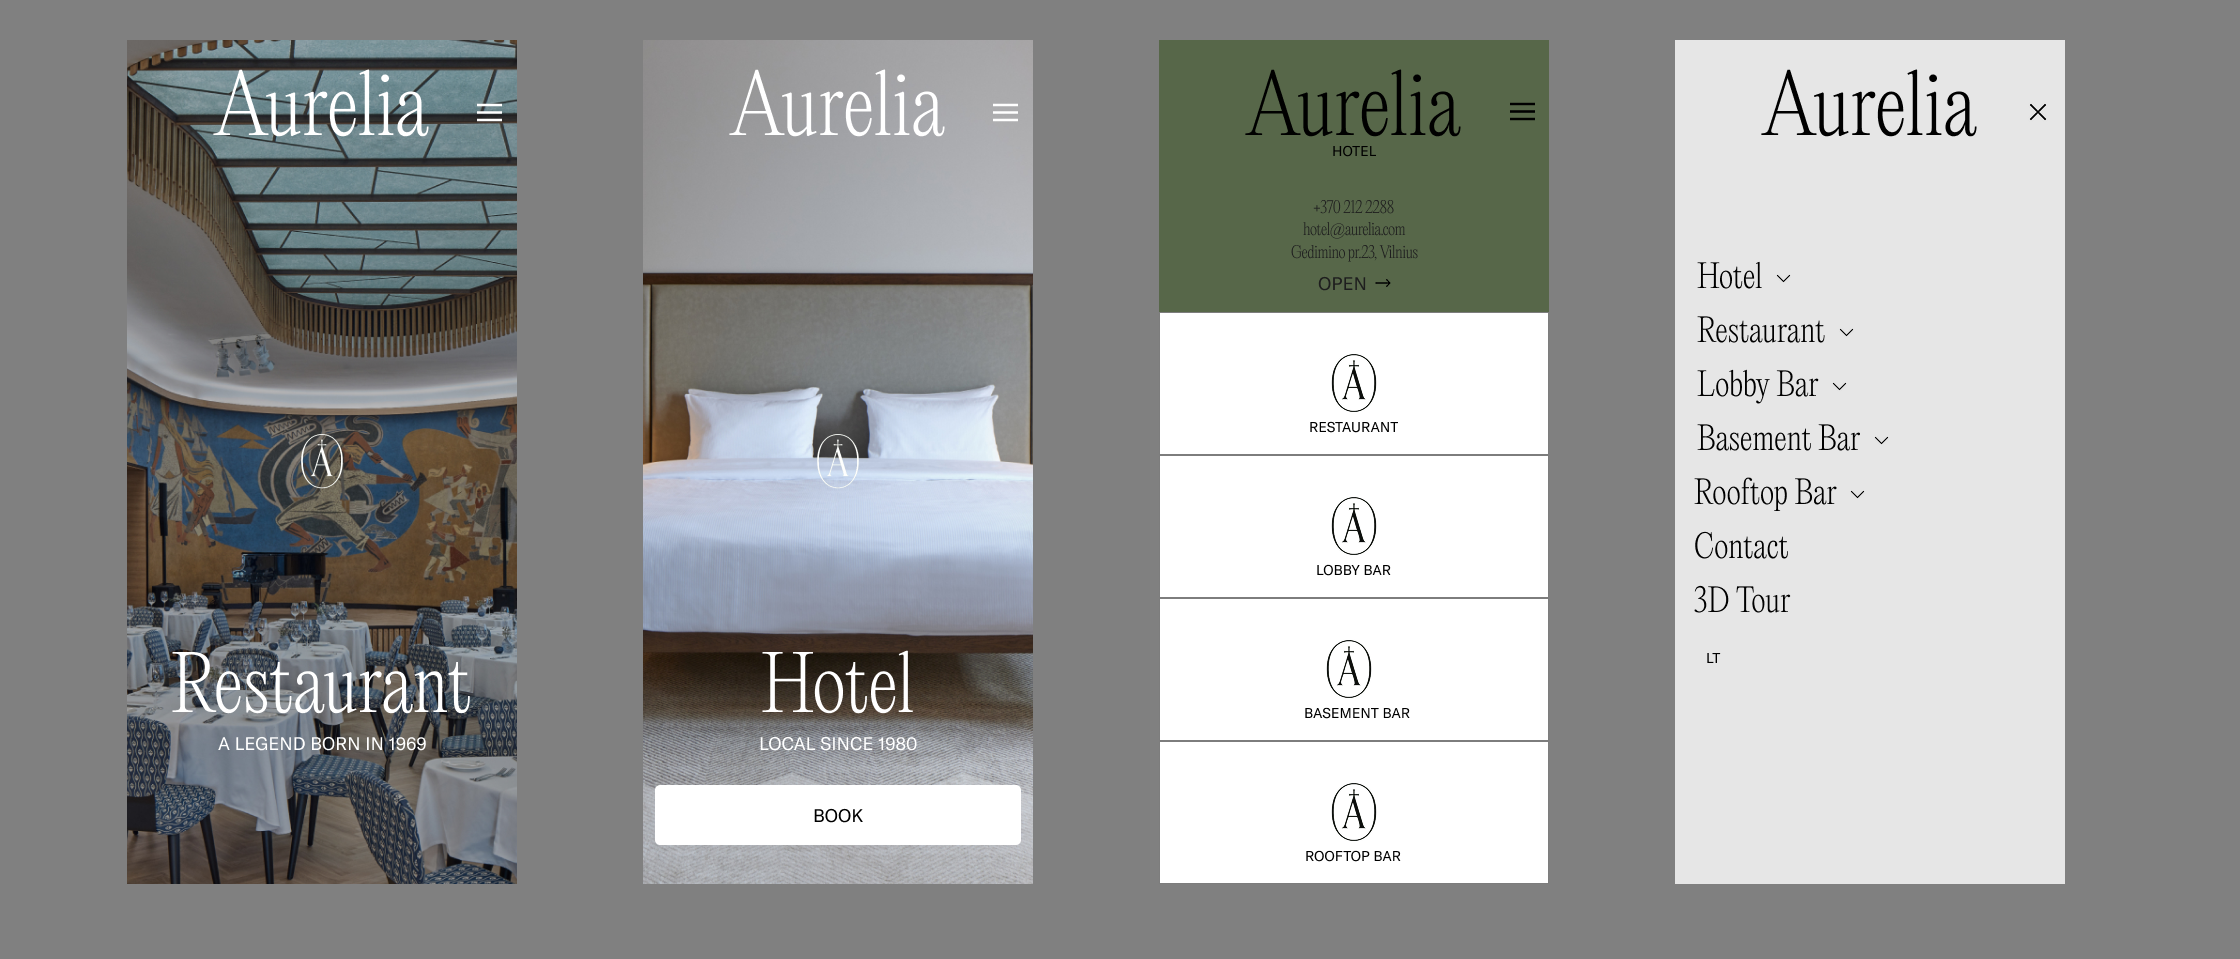 Aurelia
Restaurant
A LEGEND BORN IN 1969
Aurelia
Hotel
LOCAL SINCE 1980
BOOK
Aurelia
HOTEL
+370 212 2288
hotel@aurelia.com
Gedimino pr.23, Vilnius
OPEN →
A
RESTAURANT
A
LOBBY BAR
A
BASEMENT BAR
A
ROOFTOP BAR
Aurelia
Hotel
Restaurant
Lobby Bar
Basement Bar
Rooftop Bar
Contact
3D Tour
LT